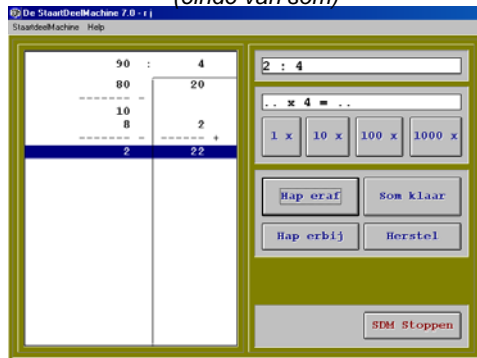 (einde van som)
De StaartDeelMachine 7.0 - r j
StaartdeelMachine Help
90 : 4
80 20
------- -
10
8 2
------- - ------ +
2 22
2 : 4
.. x 4 = ..
1 x 10 x 100 x 1000 x
Hap eraf Som klaar
Hap erbij Herstel
SDM Stoppen